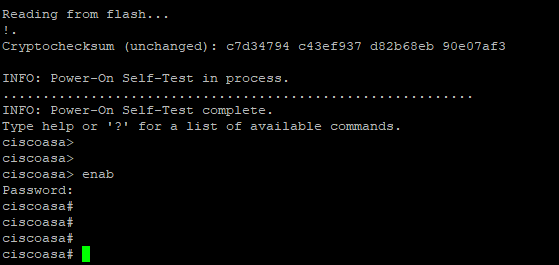 Reading from flash...
!.
Cryptochecksum (unchanged): c7d34794 c43ef937 d82b68eb 90e07af3
INFO: Power-On Self-Test in process.
...........................................................
INFO: Power-On Self-Test complete.
Type help or '?' for a list of available commands.
ciscoasa>
ciscoasa>
ciscoasa> enab
Password:
ciscoasa#
ciscoasa#
ciscoasa#
ciscoasa#